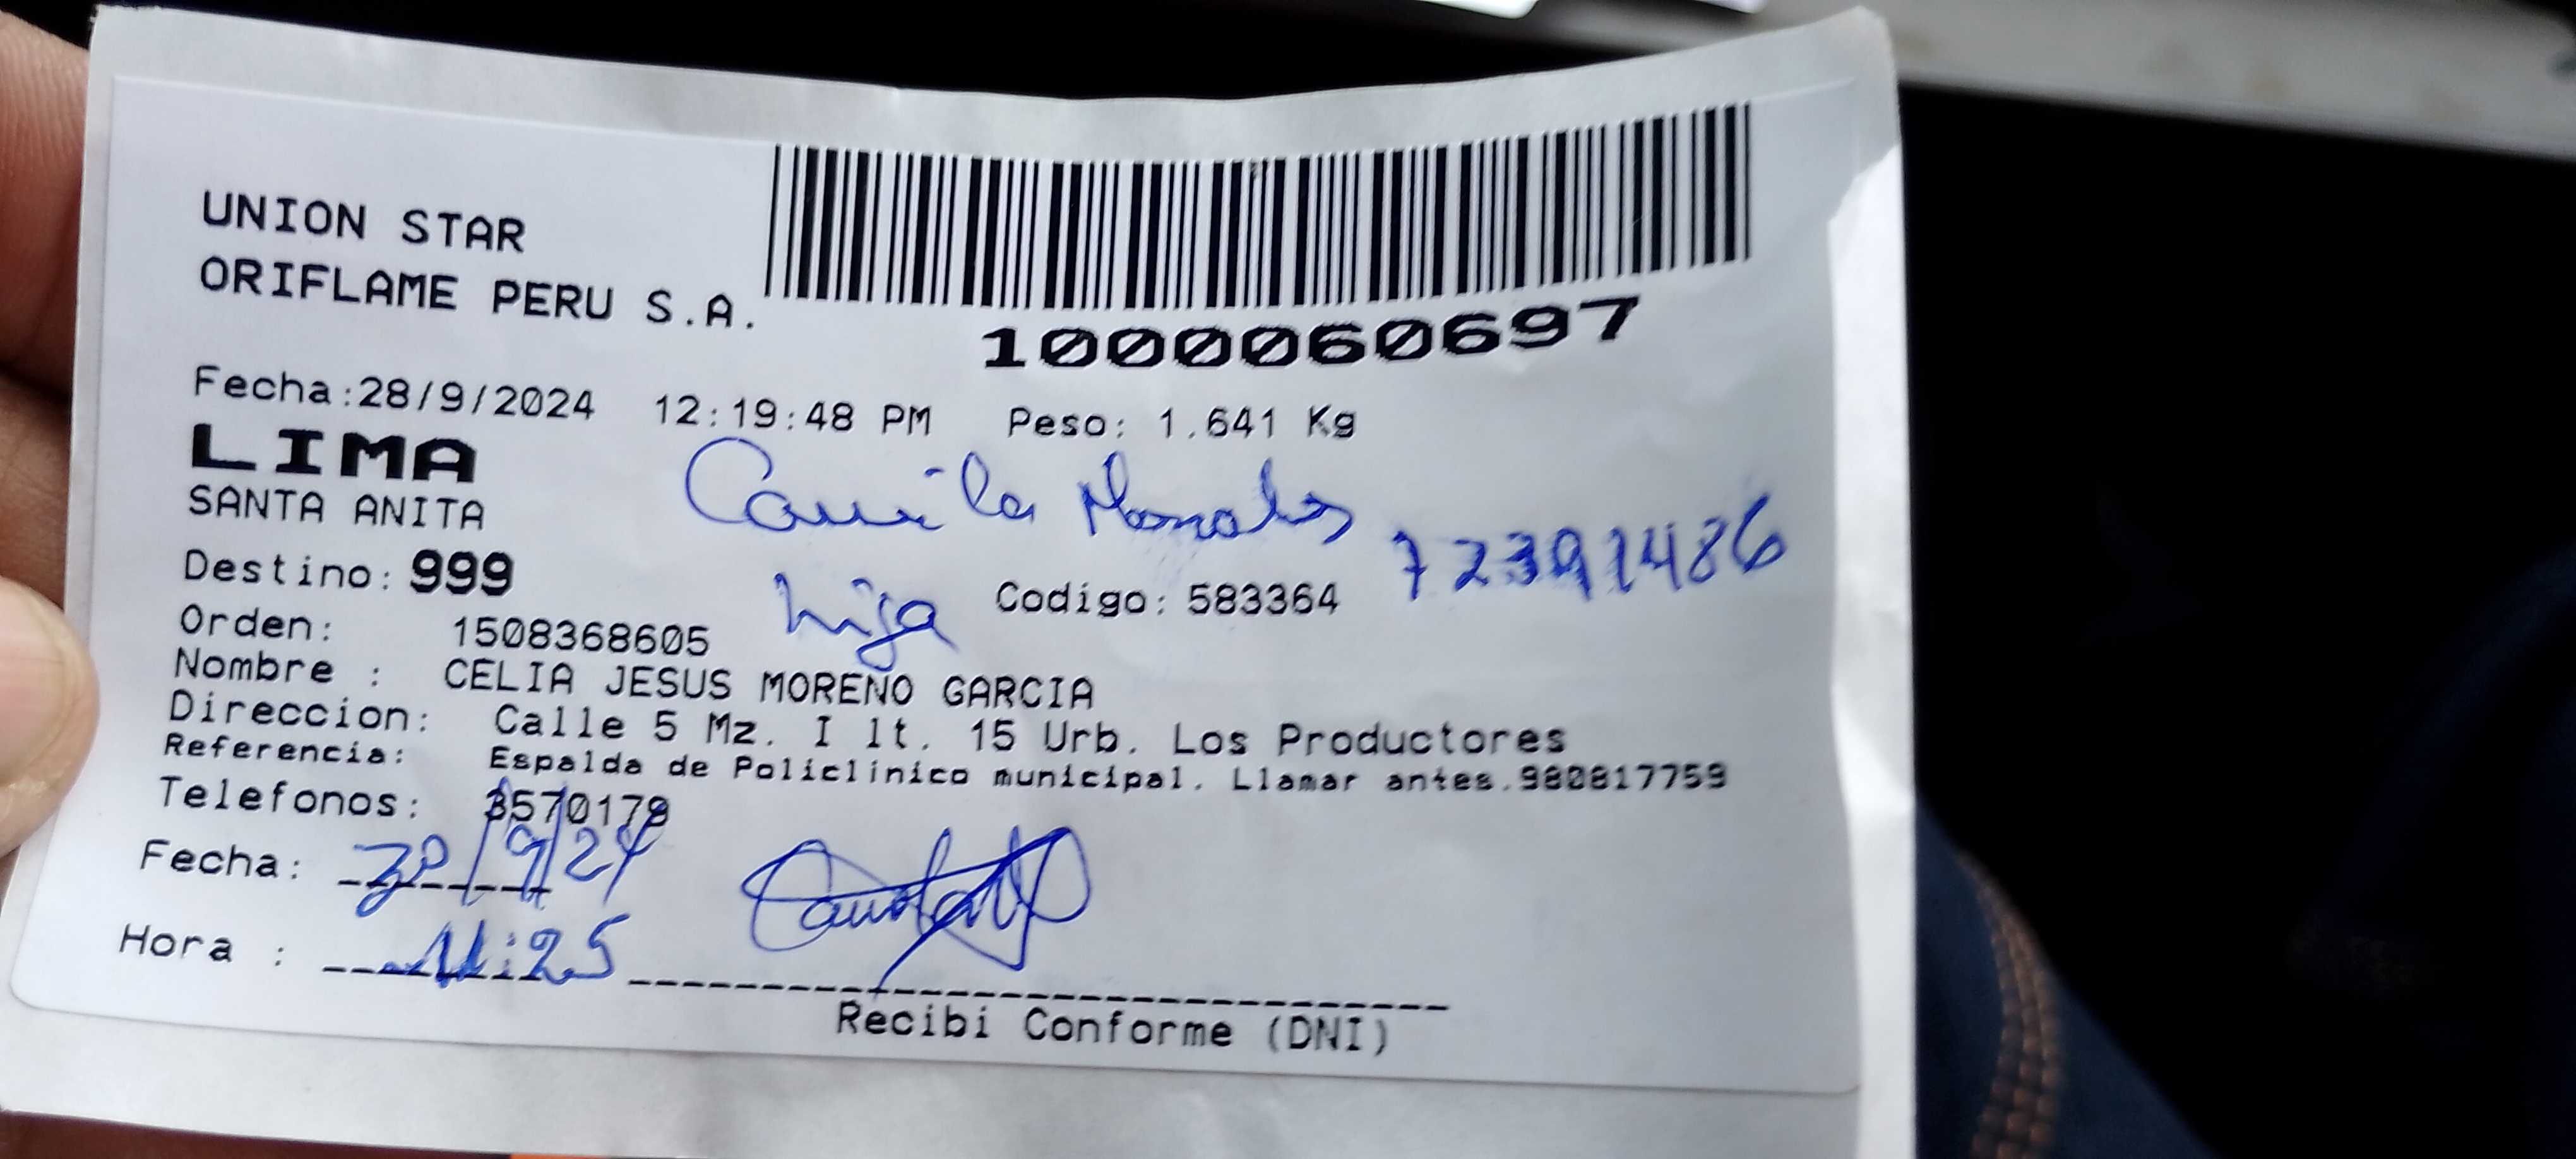 UNION STAR
ORIFLAME PERU S.A.
1000060697
Fecha:28/9/2024 12:19:48 PM Peso: 1.641 Kg
LIMA
SANTA ANITA
Camila Morales
72391486
Destino: 999
hija
Codigo: 583364
Orden: 1508368605
Nombre : CELIA JESUS MORENO GARCIA
Direccion: Calle 5 Mz. I lt. 15 Urb. Los Productores
Referencia: Espalda de Policlinico municipal. Llamar antes.980817759
Telefonos: 3570179
Fecha: 30/9/24
Hora : 11:25
Recibi Conforme (DNI)